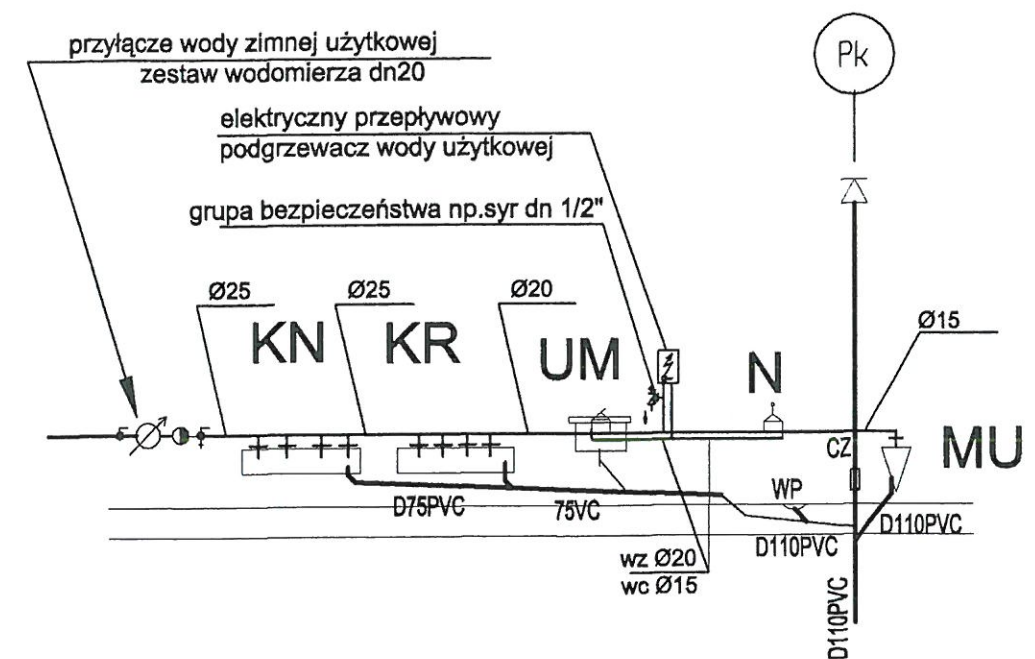 przyłącze wody zimnej użytkowej
zestaw wodomierza dn20
Pk
elektryczny przepływowy
podgrzewacz wody użytkowej
grupa bezpieczeństwa np.syr dn 1/2"
Ø25
Ø25
Ø20
Ø15
KN
KR
UM
N
CZ
MU
D75PVC
75VC
WP
D110PVC
D110PVC
wz Ø20
wc Ø15
D110PVC